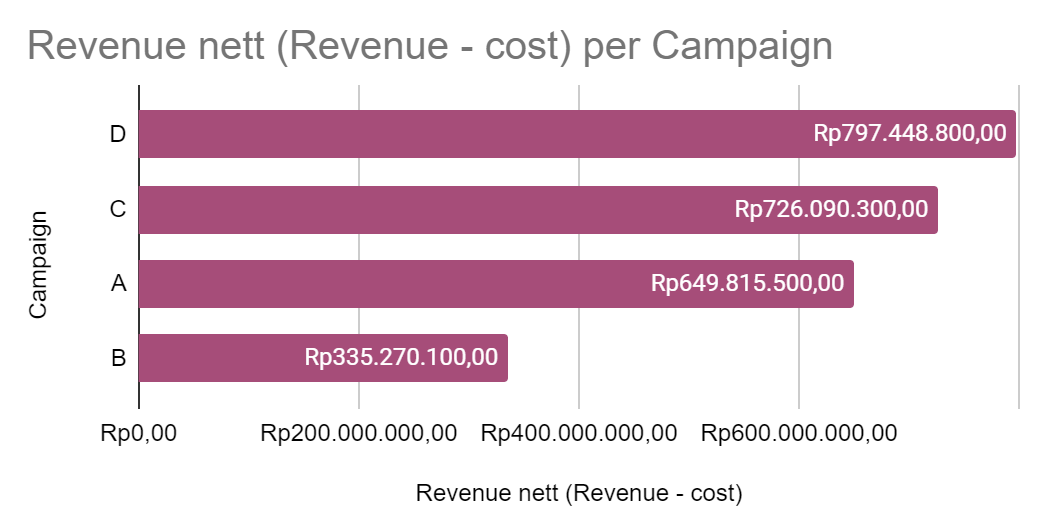 Revenue nett (Revenue - cost) per Campaign
Campaign
D
Rp797.448.800,00
C
Rp726.090.300,00
A
Rp649.815.500,00
B
Rp335.270.100,00
Rp0,00
Rp200.000.000,00
Rp400.000.000,00
Rp600.000.000,00
Revenue nett (Revenue - cost)